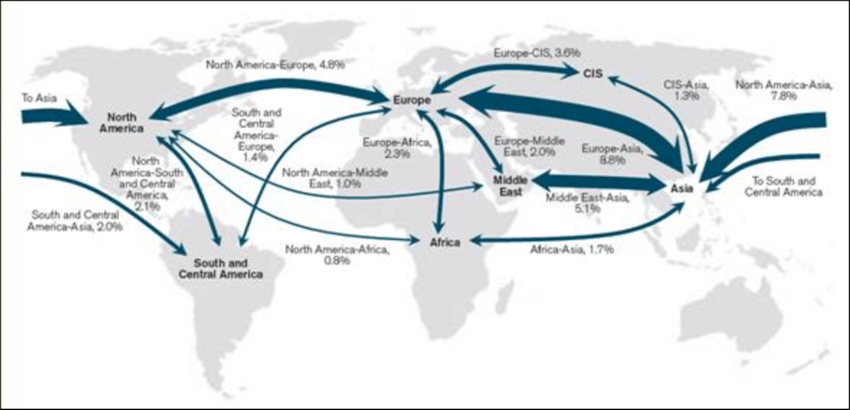 North America-Europe, 4.8%
Europe-CIS, 3.6%
CIS
CIS-Asia,
1.3%
North America-Asia,
7.8%
To Asia
North
America
Europe
South and
Central
America-
Europe,
1.4%
Europe-Africa,
2.3%
Europe-Middle
East, 2.0%
Europe-Asia,
8.8%
North
America-South
and Central
America,
2.1%
North America-Middle
East, 1.0%
Middle
East
Middle East-Asia,
5.1%
Asia
To South and
Central America
South and Central
America-Asia, 2.0%
North America-Africa,
0.8%
Africa
Africa-Asia, 1.7%
South and
Central America